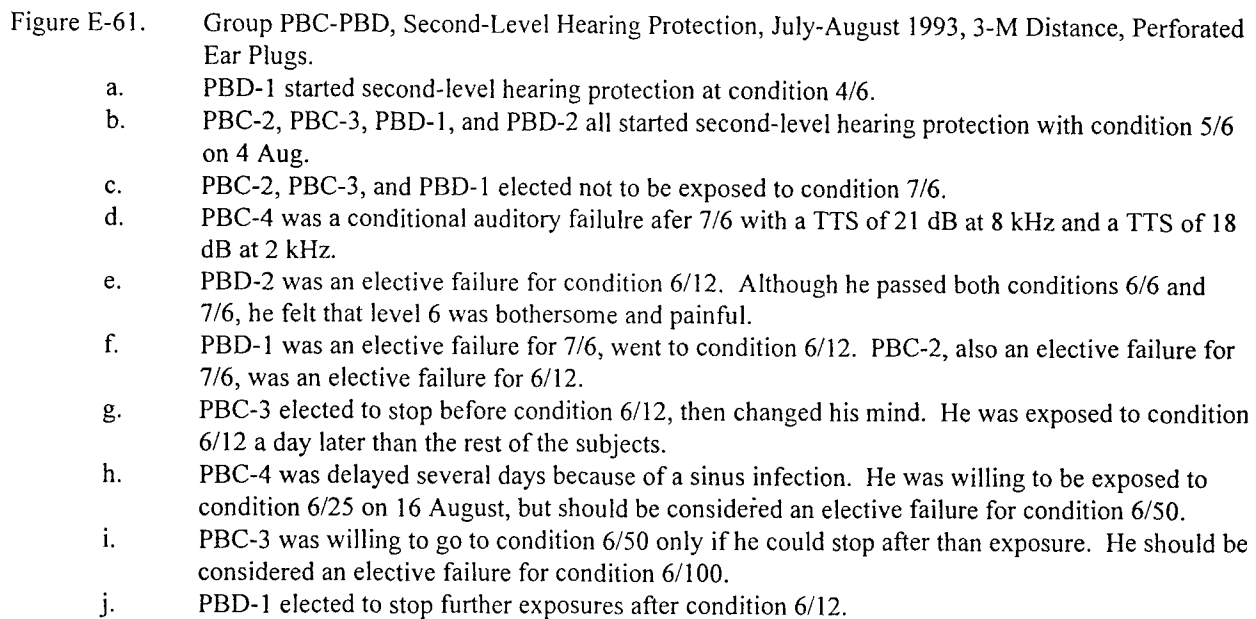 Figure E-61. Group PBC-PBD, Second-Level Hearing Protection, July-August 1993, 3-M Distance, Perforated
Ear Plugs.
a. PBD-1 started second-level hearing protection at condition 4/6.
b. PBC-2, PBC-3, PBD-1, and PBD-2 all started second-level hearing protection with condition 5/6
on 4 Aug.
c. PBC-2, PBC-3, and PBD-1 elected not to be exposed to condition 7/6.
d. PBC-4 was a conditional auditory failulre afer 7/6 with a TTS of 21 dB at 8 kHz and a TTS of 18
dB at 2 kHz.
e. PBD-2 was an elective failure for condition 6/12. Although he passed both conditions 6/6 and
7/6, he felt that level 6 was bothersome and painful.
f. PBD-1 was an elective failure for 7/6, went to condition 6/12. PBC-2, also an elective failure for
7/6, was an elective failure for 6/12.
g. PBC-3 elected to stop before condition 6/12, then changed his mind. He was exposed to condition
6/12 a day later than the rest of the subjects.
h. PBC-4 was delayed several days because of a sinus infection. He was willing to be exposed to
condition 6/25 on 16 August, but should be considered an elective failure for condition 6/50.
i. PBC-3 was willing to go to condition 6/50 only if he could stop after than exposure. He should be
considered an elective failure for condition 6/100.
j. PBD-1 elected to stop further exposures after condition 6/12.